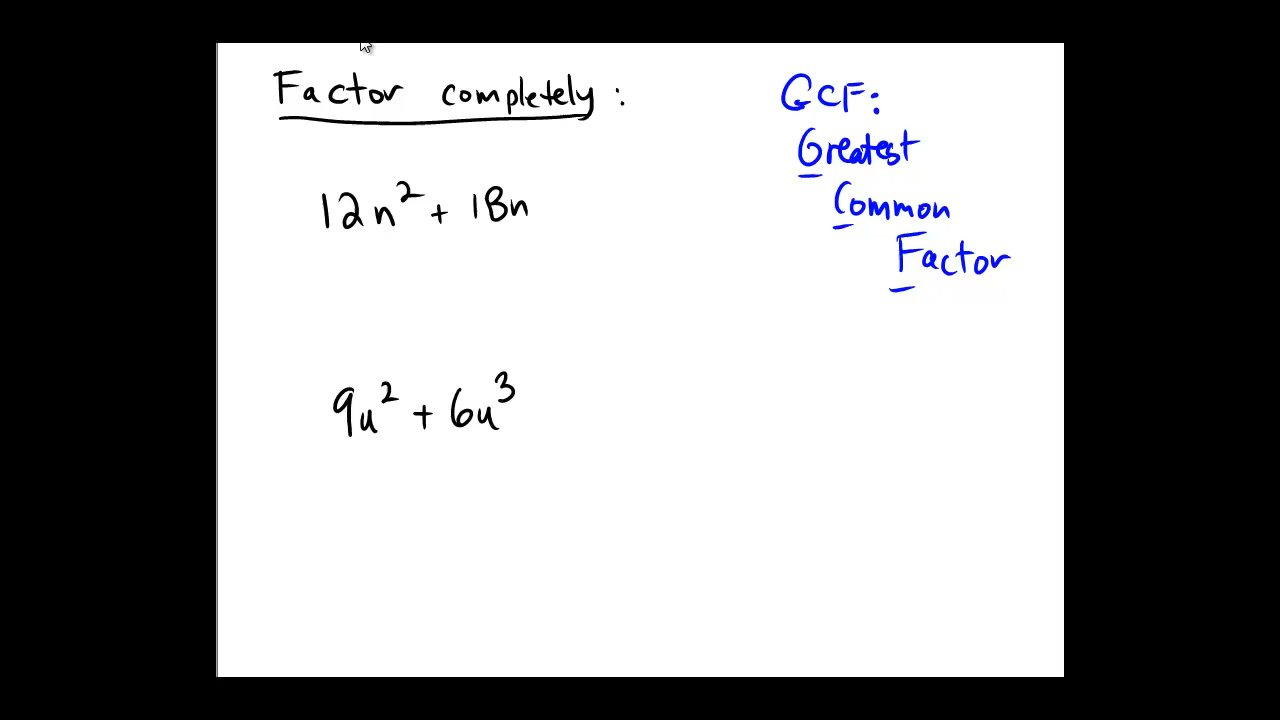 Factor completely:
12n² + 18n
9u² + 6u³
GCF:
Greatest
Common
Factor